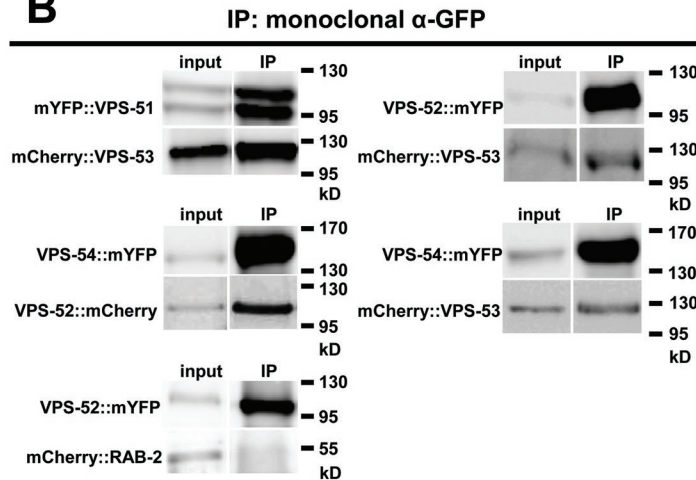 B
IP: monoclonal α-GFP
input IP
130
mYFP::VPS-51
95
mCherry::VPS-53
130
95
kD
input IP
130
VPS-52::mYFP
95
mCherry::VPS-53
130
95
kD
input IP
170
VPS-54::mYFP
130
130
VPS-52::mCherry
95
kD
input IP
170
VPS-54::mYFP
130
mCherry::VPS-53
130
95
kD
input IP
130
VPS-52::mYFP
95
55
mCherry::RAB-2
kD